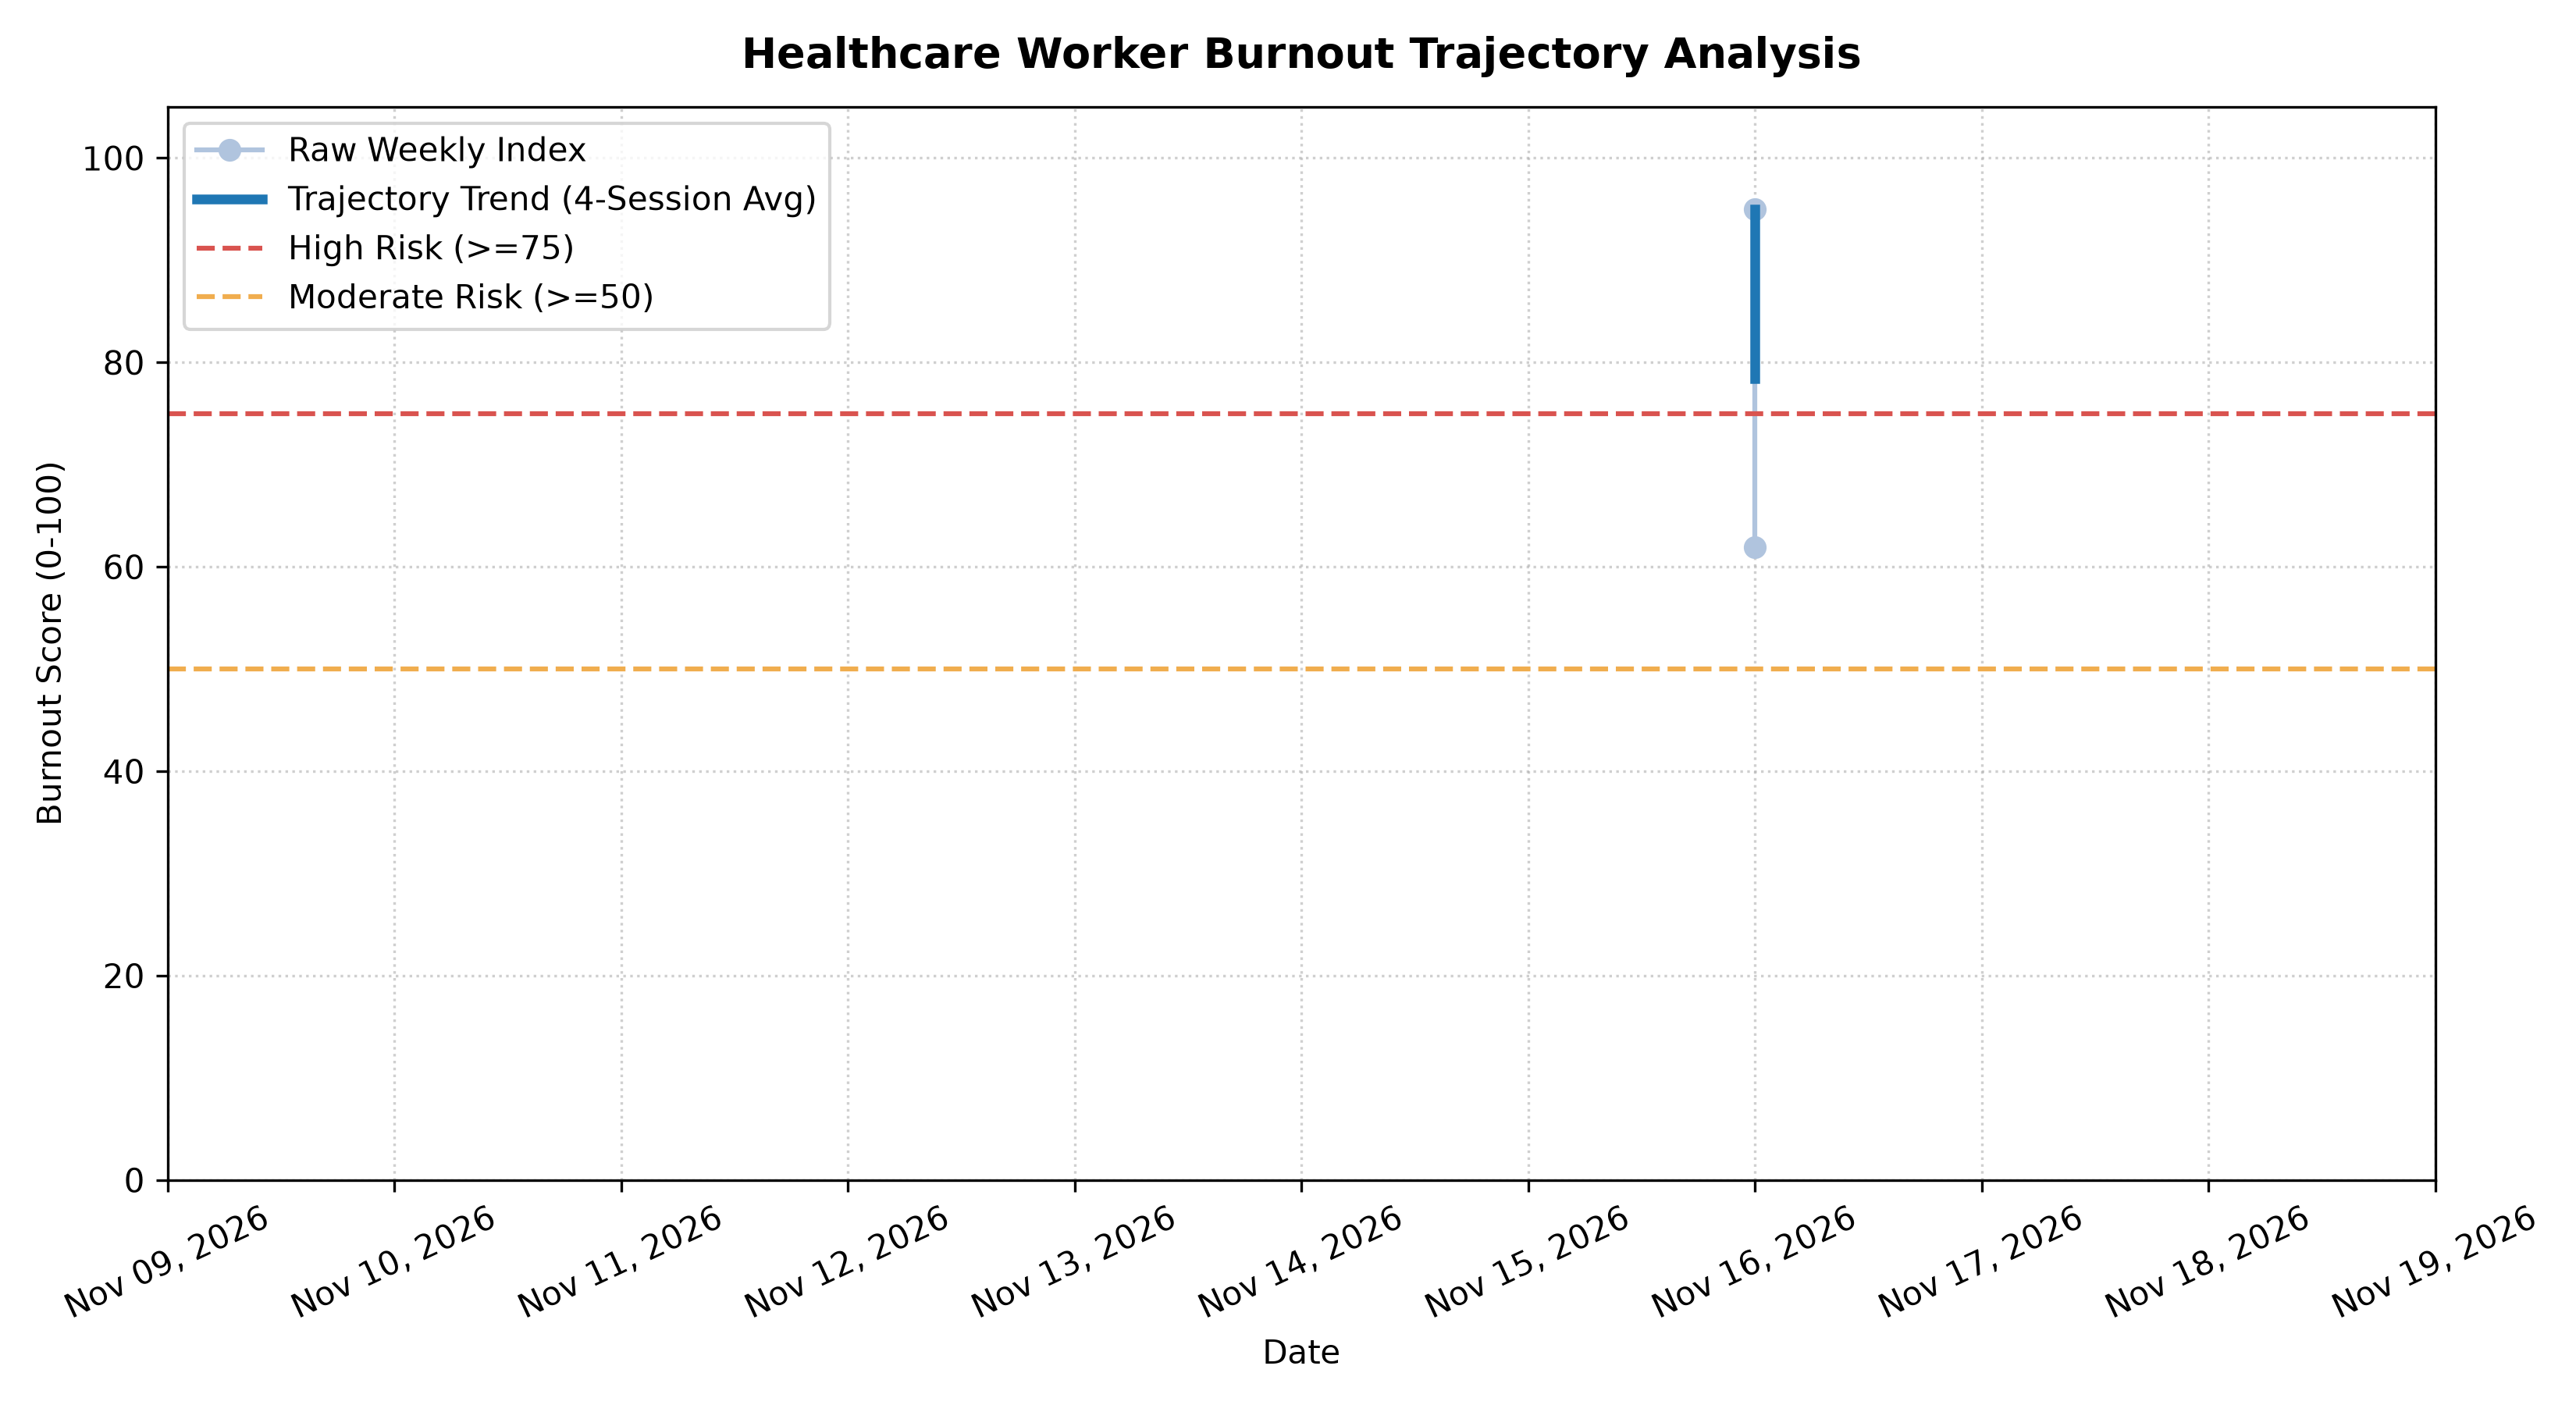 Healthcare Worker Burnout Trajectory Analysis
Raw Weekly Index
Trajectory Trend (4-Session Avg)
High Risk (>=75)
Moderate Risk (>=50)
Burnout Score (0-100)
100
80
60
40
20
0
Nov 09, 2026
Nov 10, 2026
Nov 11, 2026
Nov 12, 2026
Nov 13, 2026
Nov 14, 2026
Nov 15, 2026
Nov 16, 2026
Nov 17, 2026
Nov 18, 2026
Nov 19, 2026
Date